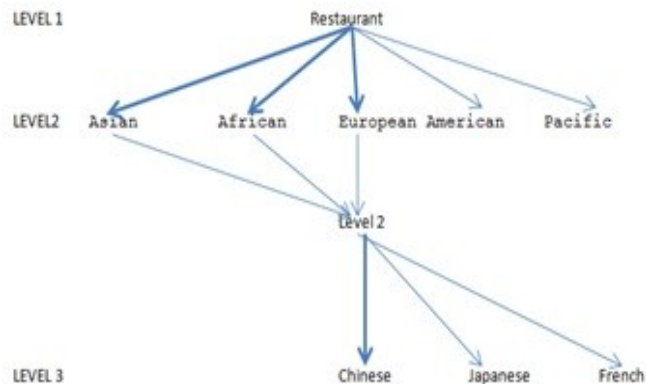 LEVEL 1 Restaurant
LEVEL2 Asian African European American Pacific
Level 2
LEVEL 3 Chinese Japanese French